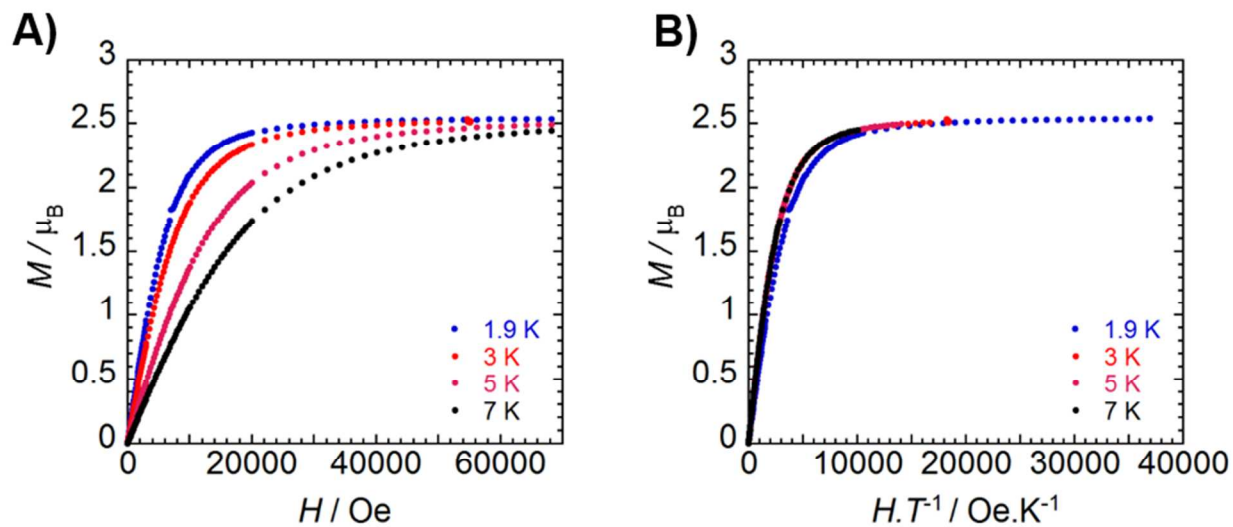 A)
3
2.5
2
1.5
1
0.5
0
M / μB
1.9 K
3 K
5 K
7 K
0 20000 40000 60000
H / Oe
B)
3
2.5
2
1.5
1
0.5
0
M / μB
1.9 K
3 K
5 K
7 K
0 10000 20000 30000 40000
H.T⁻¹ / Oe.K⁻¹